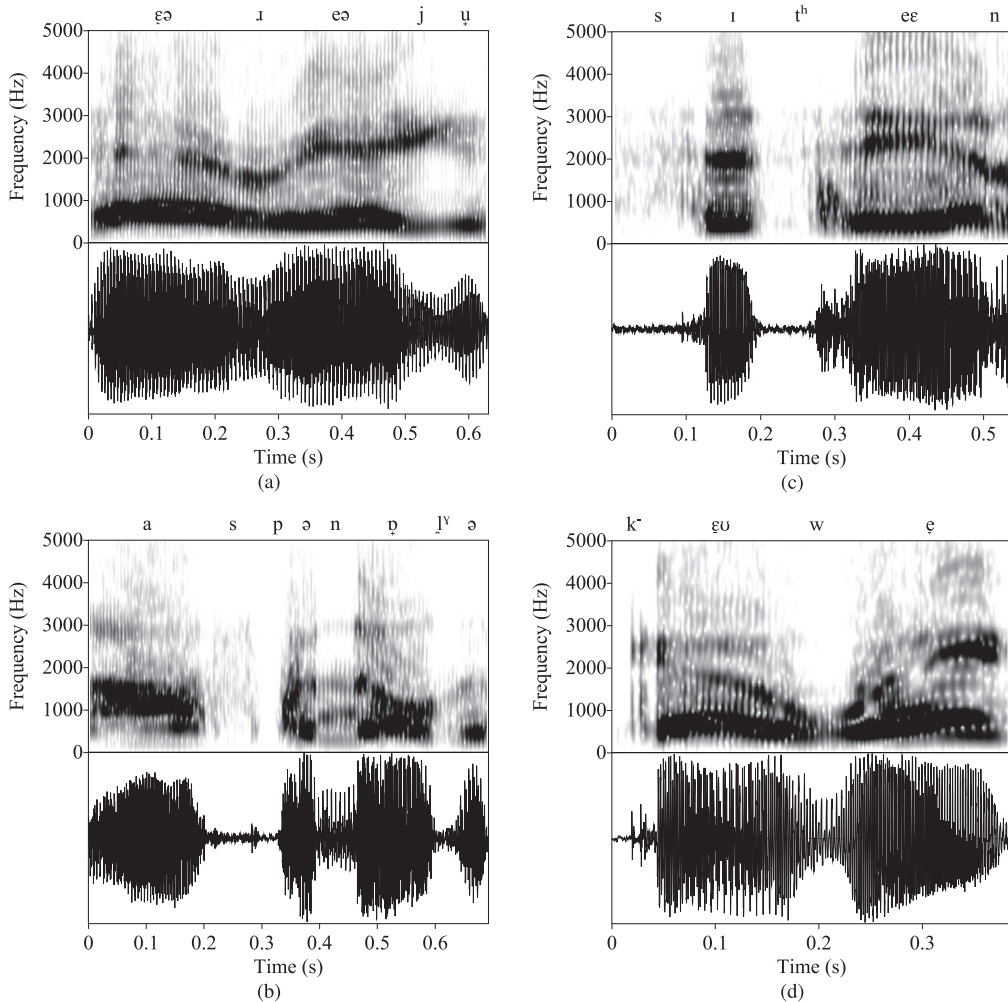 ɛ̝ə ɹ eə j u̟
5000
4000
3000
2000
1000
0
Frequency (Hz)
0 0.1 0.2 0.3 0.4 0.5 0.6
Time (s)
(a)
s ɪ tʰ eɛ n
5000
4000
3000
2000
1000
0
Frequency (Hz)
0 0.1 0.2 0.3 0.4 0.5
Time (s)
(c)
a s p ə n ɒ̟ ə
5000
4000
3000
2000
1000
0
Frequency (Hz)
0 0.1 0.2 0.3 0.4 0.5 0.6
Time (s)
(b)
k⁻ ɛ̝ʊ w e̞
5000
4000
3000
2000
1000
0
Frequency (Hz)
0 0.1 0.2 0.3
Time (s)
(d)